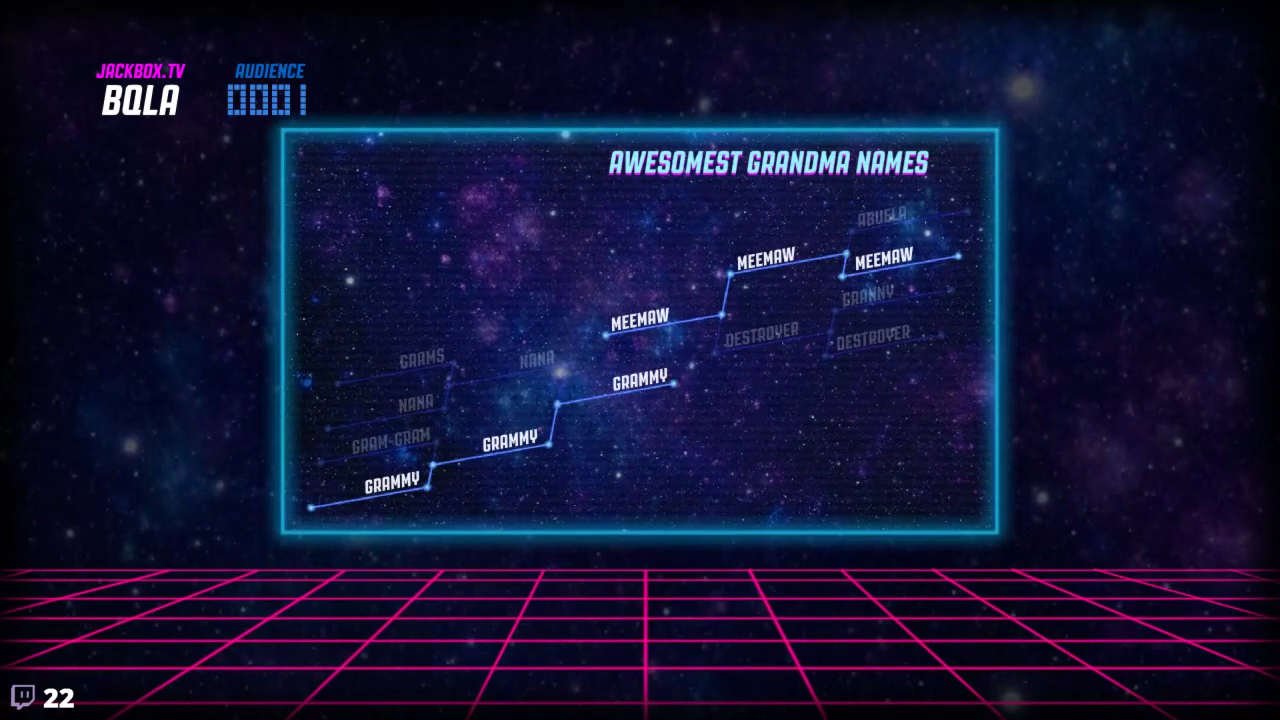 JACKBOX.TV
BQLA
AUDIENCE
0001
AWESOMEST GRANDMA NAMES
ABUELA
MEEMAW
MEEMAW
GRANNY
MEEMAW
DESTROYER
DESTROYER
GRAMS
NANA
GRAMMY
NANA
GRAM-GRAM
GRAMMY
GRAMMY
22